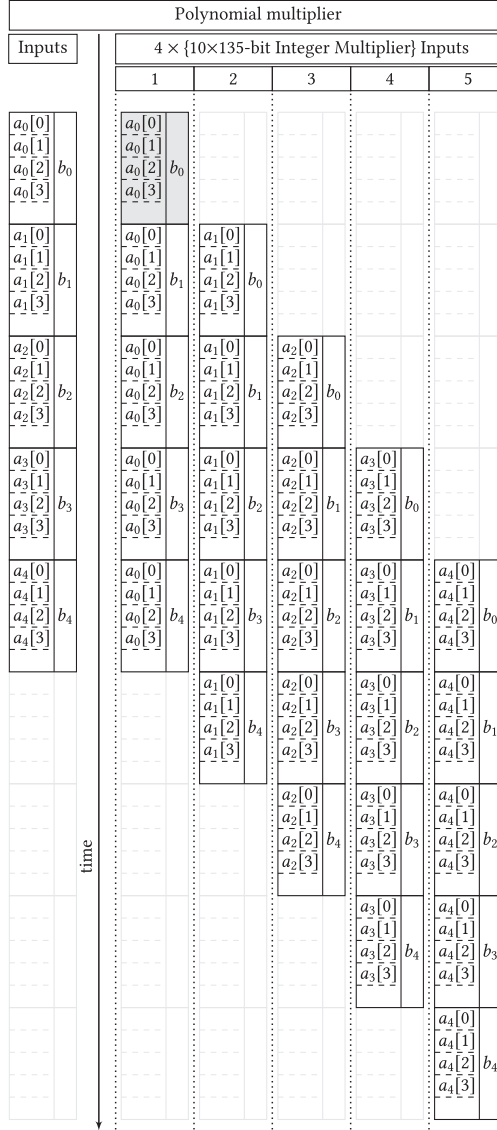 Polynomial multiplier
Inputs 4 × {10×135-bit Integer Multiplier} Inputs
1 2 3 4 5
a₀[0] a₀[0]
a₀[1] a₀[1]
a₀[2] b₀ a₀[2] b₀
a₀[3] a₀[3]
a₁[0] a₀[0] a₁[0]
a₁[1] a₀[1] a₁[1]
a₁[2] b₁ a₀[2] b₁ a₁[2] b₀
a₁[3] a₀[3] a₁[3]
a₂[0] a₀[0] a₁[0] a₂[0]
a₂[1] a₀[1] a₁[1] a₂[1]
a₂[2] b₂ a₀[2] b₂ a₁[2] b₁ a₂[2] b₀
a₂[3] a₀[3] a₁[3] a₂[3]
a₃[0] a₀[0] a₁[0] a₂[0] a₃[0]
a₃[1] a₀[1] a₁[1] a₂[1] a₃[1]
a₃[2] b₃ a₀[2] b₃ a₁[2] b₂ a₂[2] b₁ a₃[2] b₀
a₃[3] a₀[3] a₁[3] a₂[3] a₃[3]
a₄[0] a₀[0] a₁[0] a₂[0] a₃[0] a₄[0]
a₄[1] a₀[1] a₁[1] a₂[1] a₃[1] a₄[1]
a₄[2] b₄ a₀[2] b₄ a₁[2] b₃ a₂[2] b₂ a₃[2] b₁ a₄[2] b₀
a₄[3] a₀[3] a₁[3] a₂[3] a₃[3] a₄[3]
a₁[0] a₂[0] a₃[0] a₄[0]
a₁[1] a₂[1] a₃[1] a₄[1]
a₁[2] b₄ a₂[2] b₃ a₃[2] b₂ a₄[2] b₁
a₁[3] a₂[3] a₃[3] a₄[3]
a₂[0] a₃[0] a₄[0]
a₂[1] a₃[1] a₄[1]
a₂[2] b₄ a₃[2] b₃ a₄[2] b₂
a₂[3] a₃[3] a₄[3]
time
a₃[0] a₄[0]
a₃[1] a₄[1]
a₃[2] b₄ a₄[2] b₃
a₃[3] a₄[3]
a₄[0]
a₄[1]
a₄[2] b₄
a₄[3]